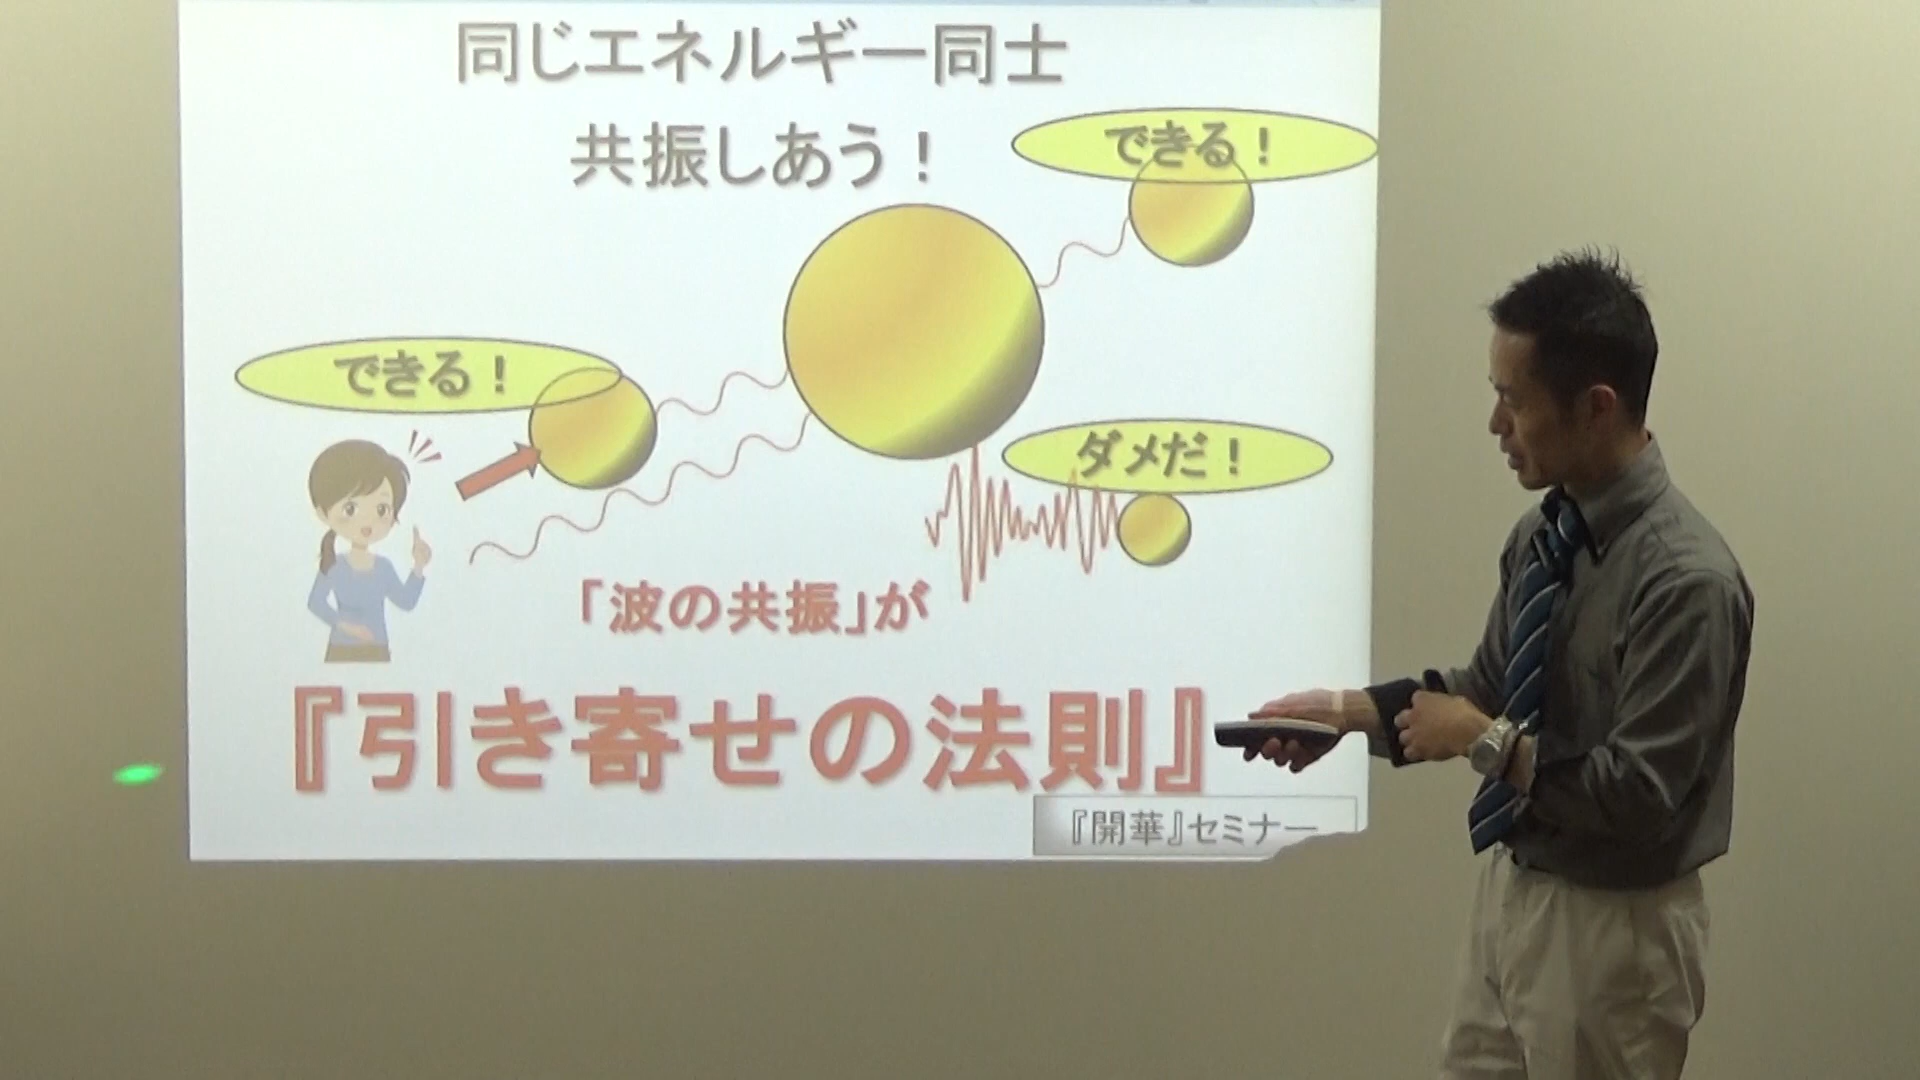 同じエネルギー同士
共振しあう！
できる！
できる！
ダメだ！
「波の共振」が
『引き寄せの法則』
『開華』セミナー